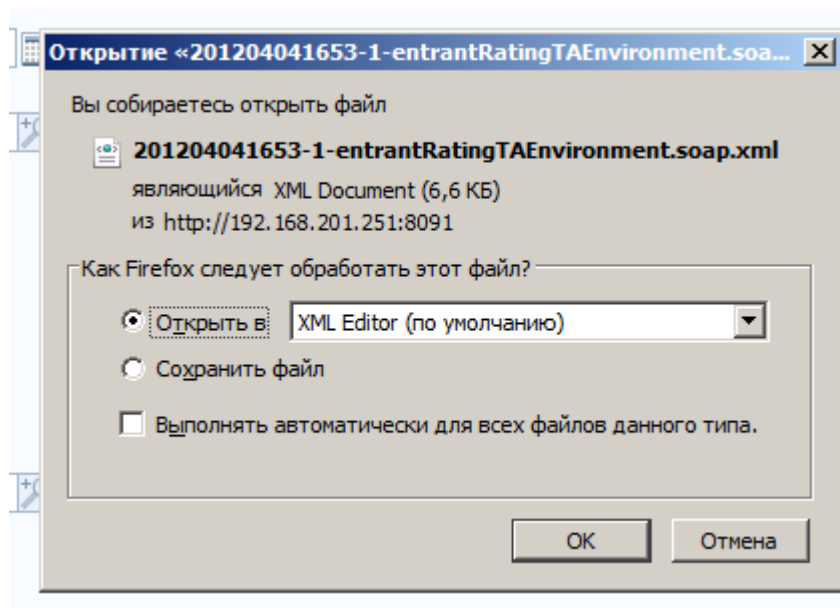 Открытие «201204041653-1-entrantRatingTAEnvironment.soa...
Вы собираетесь открыть файл
201204041653-1-entrantRatingTAEnvironment.soap.xml
являющийся XML Document (6,6 КБ)
из http://192.168.201.251:8091
Как Firefox следует обработать этот файл?
Открыть в XML Editor (по умолчанию)
Сохранить файл
Выполнять автоматически для всех файлов данного типа.
OK Отмена